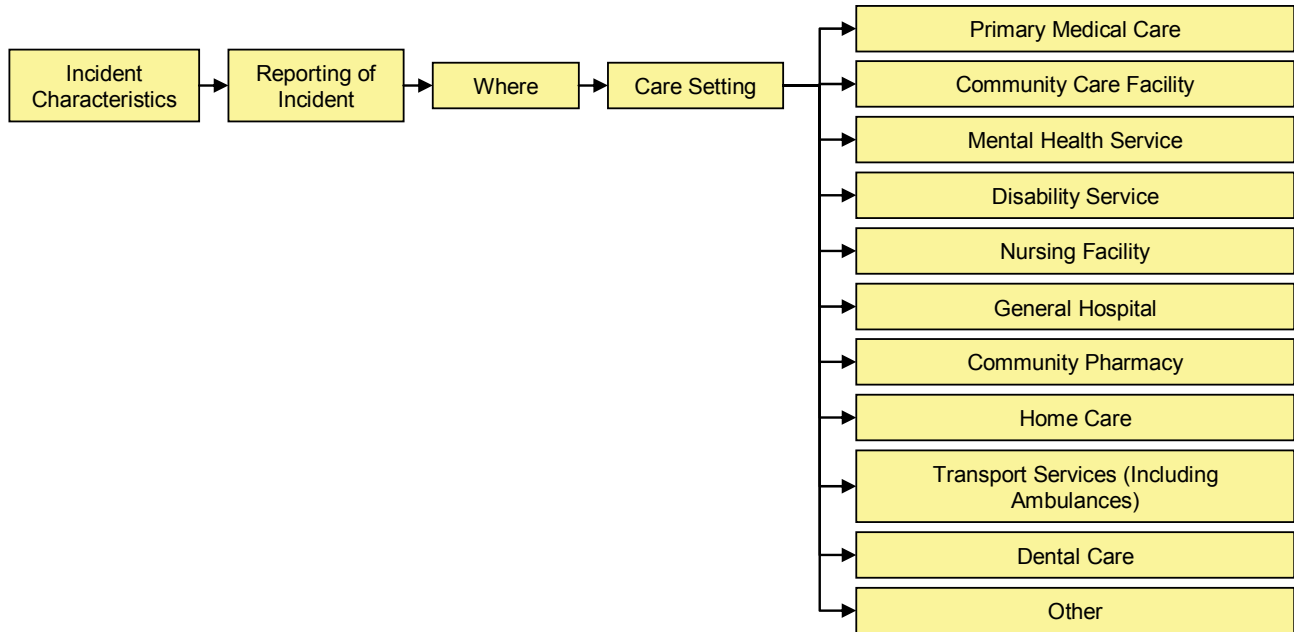 Incident
Characteristics
Reporting of
Incident
Where
Care Setting
Primary Medical Care
Community Care Facility
Mental Health Service
Disability Service
Nursing Facility
General Hospital
Community Pharmacy
Home Care
Transport Services (Including
Ambulances)
Dental Care
Other